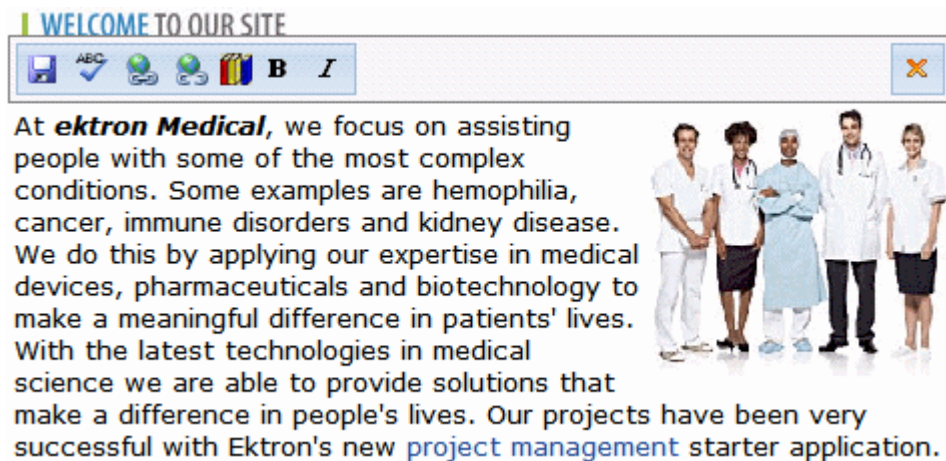 WELCOME TO OUR SITE
ABC B I
At ektron Medical, we focus on assisting
people with some of the most complex
conditions. Some examples are hemophilia,
cancer, immune disorders and kidney disease.
We do this by applying our expertise in medical
devices, pharmaceuticals and biotechnology to
make a meaningful difference in patients' lives.
With the latest technologies in medical
science we are able to provide solutions that
make a difference in people's lives. Our projects have been very
successful with Ektron's new project management starter application.